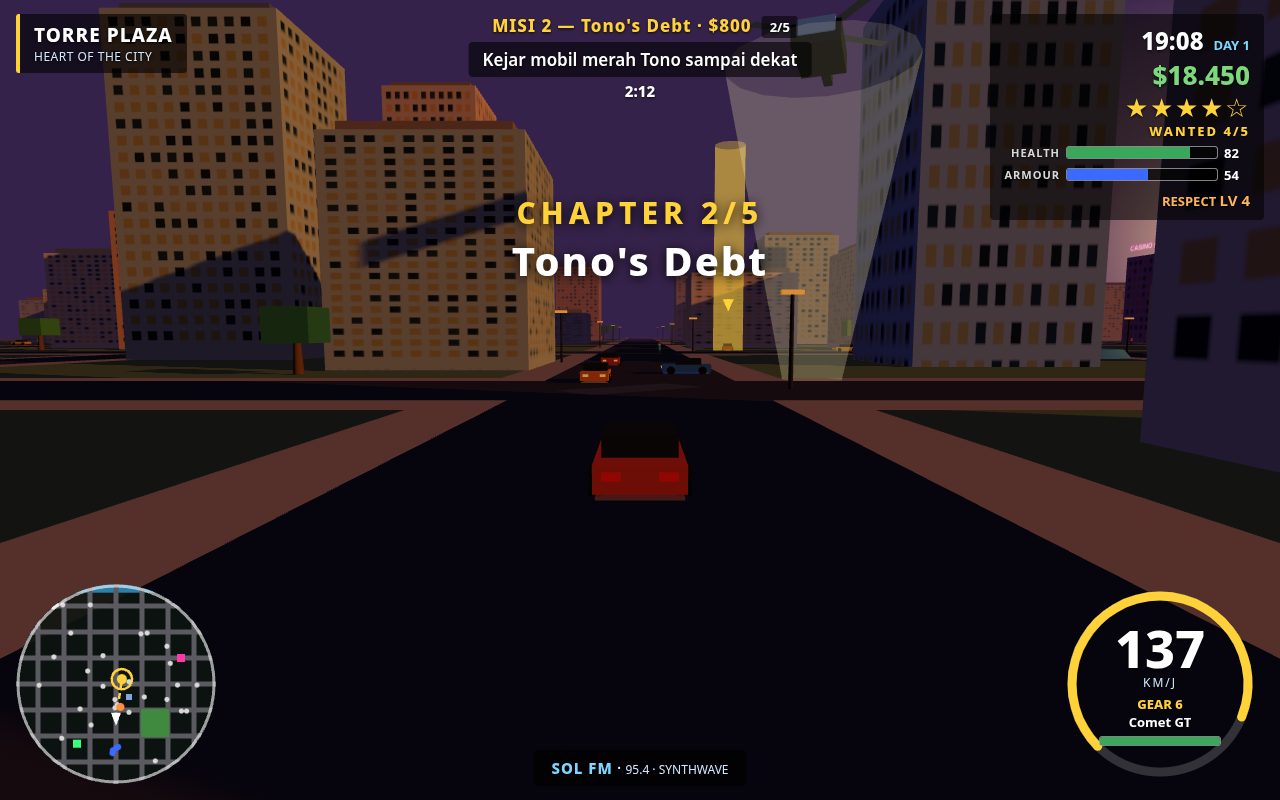 TORRE PLAZA
HEART OF THE CITY
MISI 2 — Tono's Debt · $800 2/5
Kejar mobil merah Tono sampai dekat
2:12
19:08 DAY 1
$18.450
★★★★☆
WANTED 4/5
HEALTH 82
ARMOUR 54
RESPECT LV 4
CHAPTER 2/5
Tono's Debt
CASINO
137
KM/J
GEAR 6
Comet GT
SOL FM · 95.4 · SYNTHWAVE